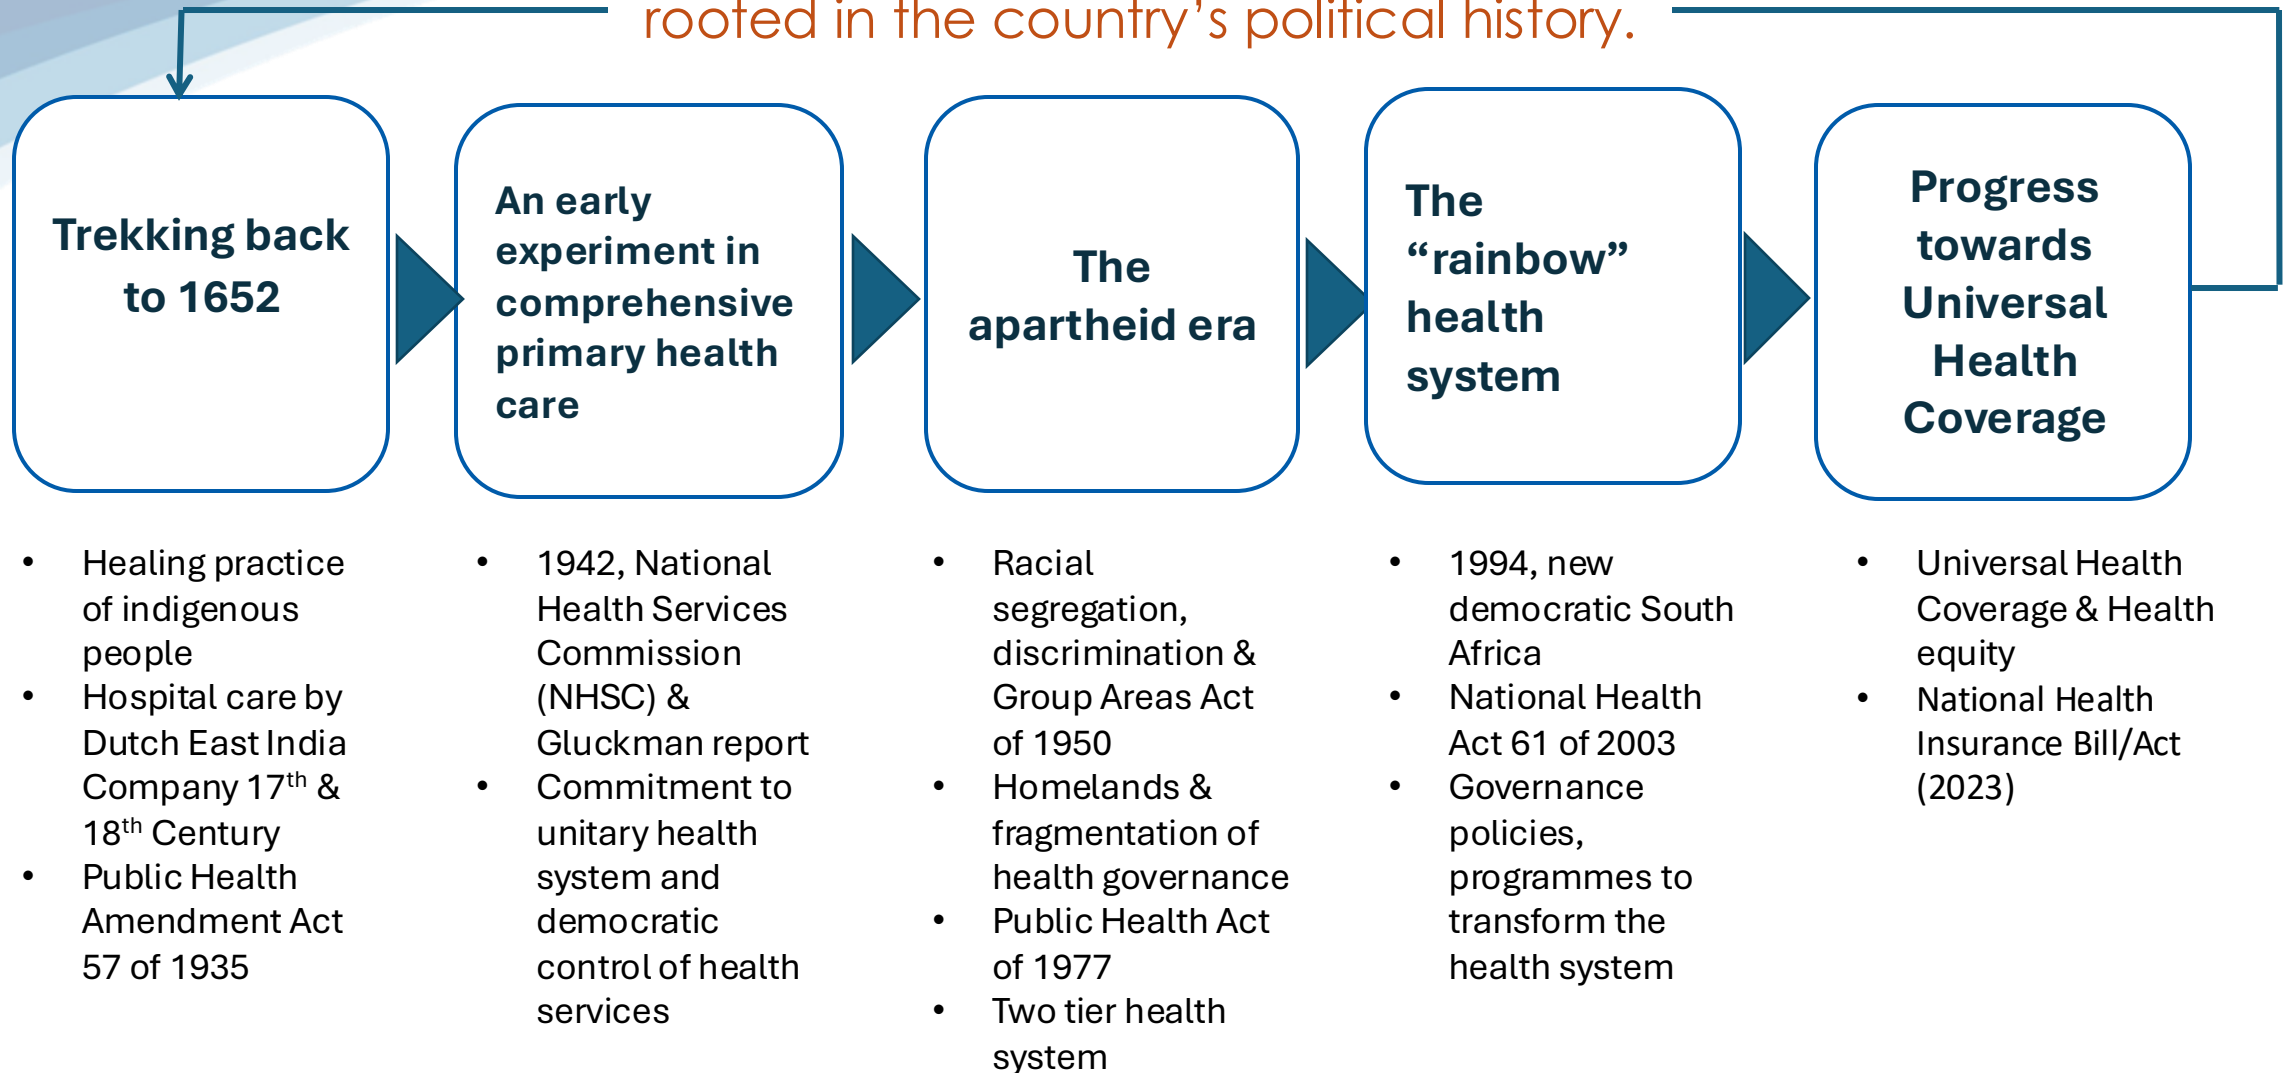 rooted in the country's political history.
Trekking back
to 1652
An early
experiment in
comprehensive
primary health
care
The
apartheid era
The
“rainbow”
health
system
Progress
towards
Universal
Health
Coverage
• Healing practice
of indigenous
people
• Hospital care by
Dutch East India
Company 17th &
18th Century
• Public Health
Amendment Act
57 of 1935
• 1942, National
Health Services
Commission
(NHSC) &
Gluckman report
• Commitment to
unitary health
system and
democratic
control of health
services
• Racial
segregation,
discrimination &
Group Areas Act
of 1950
• Homelands &
fragmentation of
health governance
• Public Health Act
of 1977
• Two tier health
system
• 1994, new
democratic South
Africa
• National Health
Act 61 of 2003
• Governance
policies,
programmes to
transform the
health system
• Universal Health
Coverage & Health
equity
• National Health
Insurance Bill/Act
(2023)